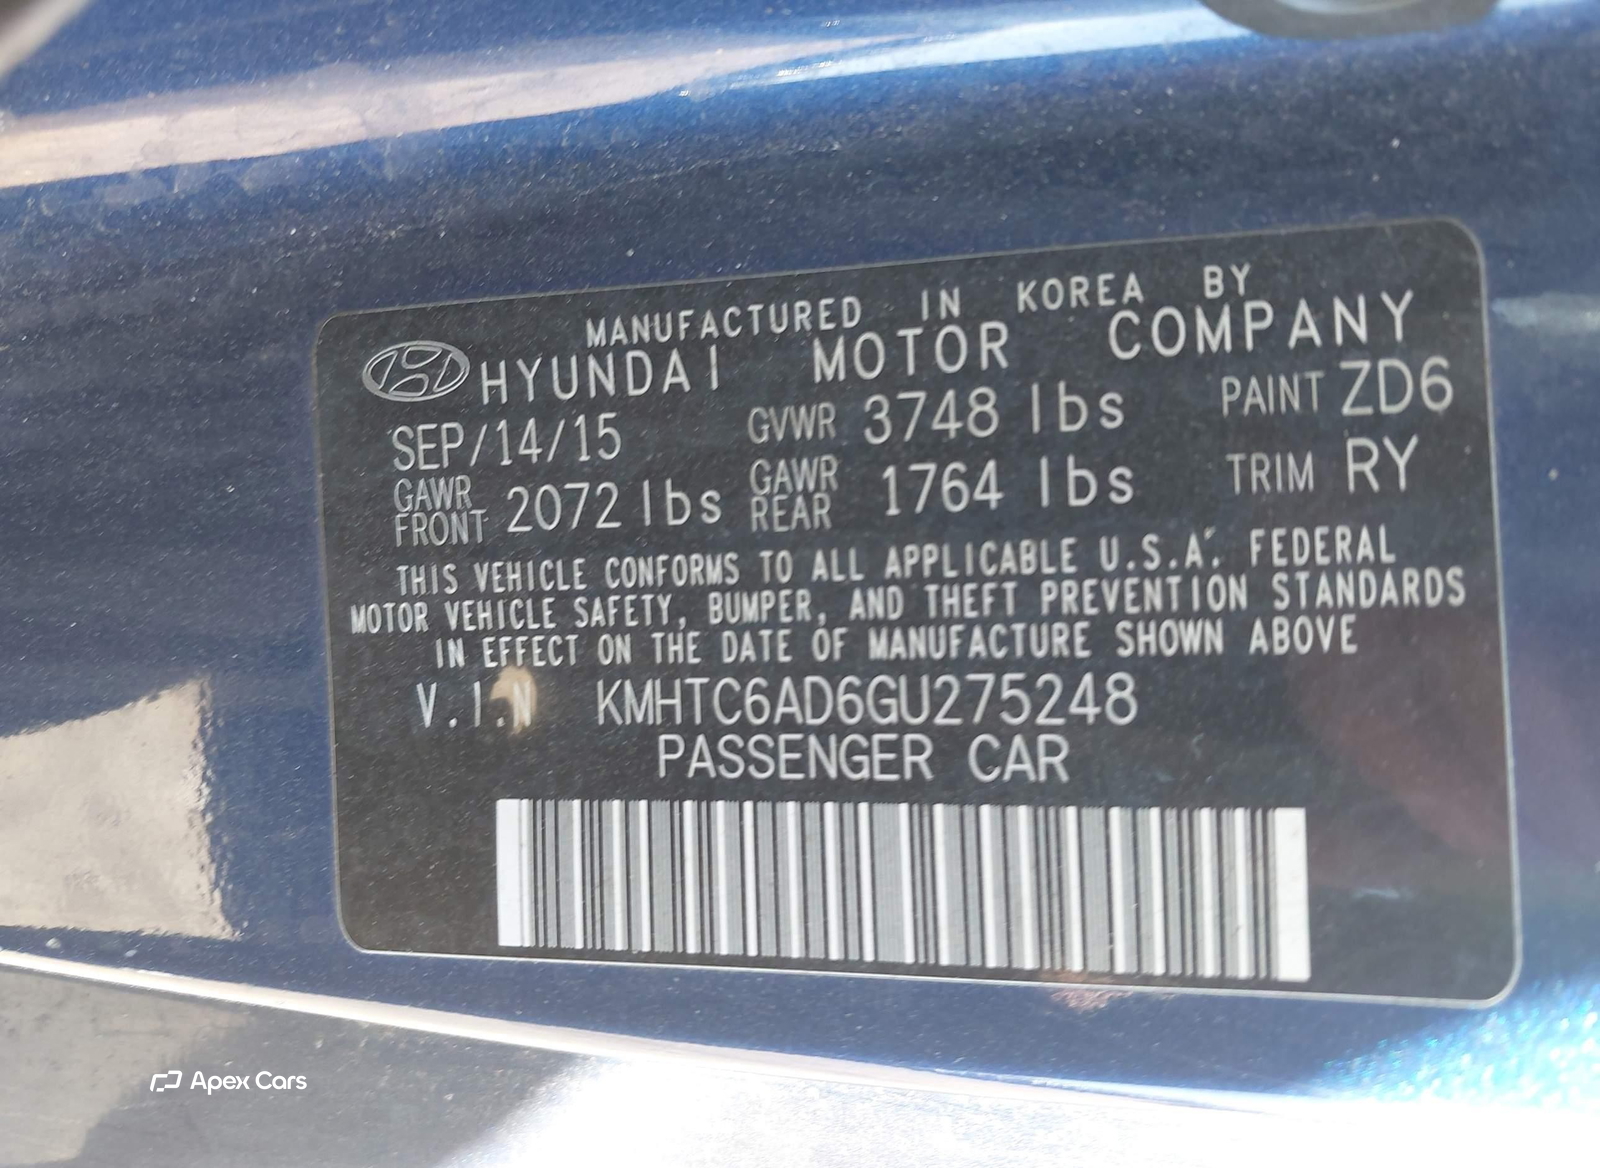 MANUFACTURED IN KOREA BY
HYUNDAI MOTOR COMPANY
SEP/14/15 GVWR 3748 lbs PAINT ZD6
GAWR FRONT 2072 lbs GAWR REAR 1764 lbs TRIM RY
THIS VEHICLE CONFORMS TO ALL APPLICABLE U.S.A. FEDERAL
MOTOR VEHICLE SAFETY, BUMPER, AND THEFT PREVENTION STANDARDS
IN EFFECT ON THE DATE OF MANUFACTURE SHOWN ABOVE
V.I.N KMHTC6AD6GU275248
PASSENGER CAR
Apex Cars